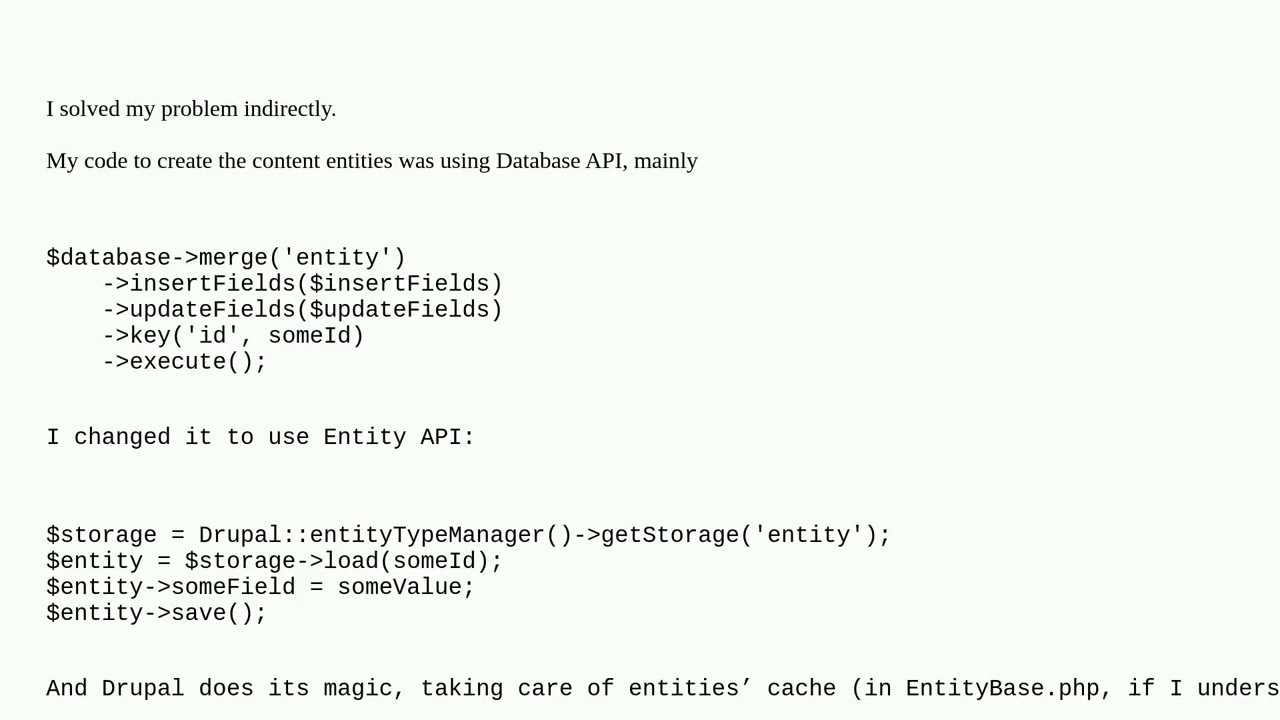 I solved my problem indirectly.
My code to create the content entities was using Database API, mainly
$database->merge('entity')
    ->insertFields($insertFields)
    ->updateFields($updateFields)
    ->key('id', someId)
    ->execute();
I changed it to use Entity API:
$storage = Drupal::entityTypeManager()->getStorage('entity');
$entity = $storage->load(someId);
$entity->someField = someValue;
$entity->save();
And Drupal does its magic, taking care of entities’ cache (in EntityBase.php, if I